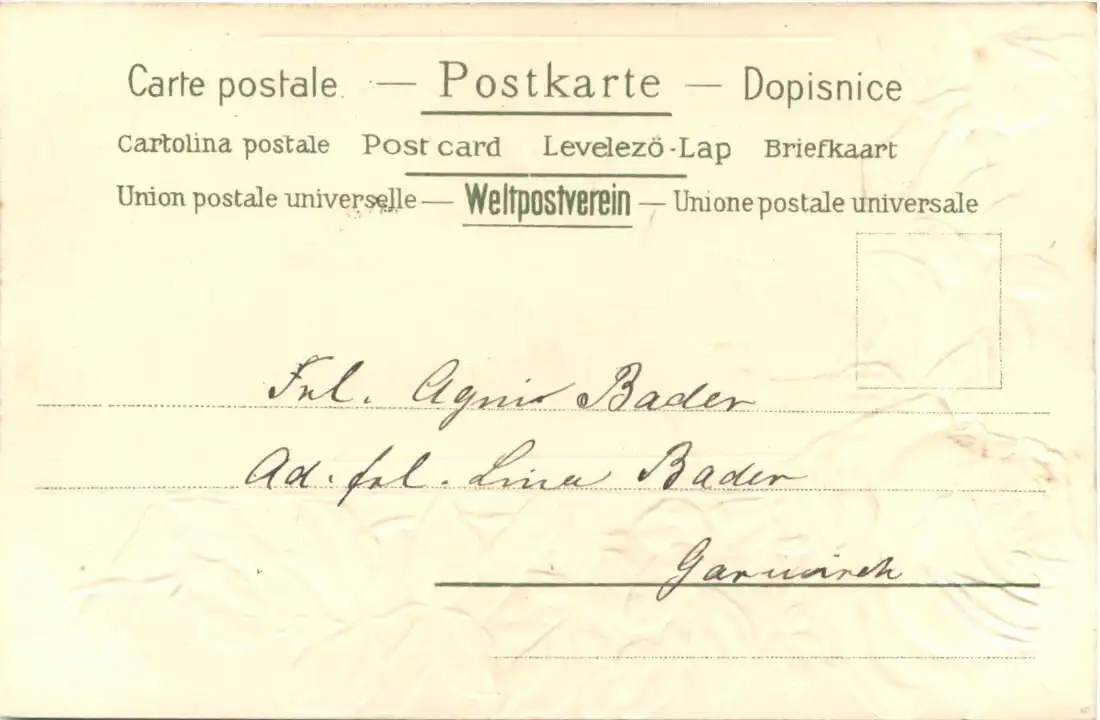 Carte postale. — Postkarte — Dopisnice
Cartolina postale Post card Levelezö-Lap Briefkaart
Union postale universelle — Weltpostverein — Unione postale universale
Frl. Agnes Bader
Ad. frl. Lina Bader
Garmisch